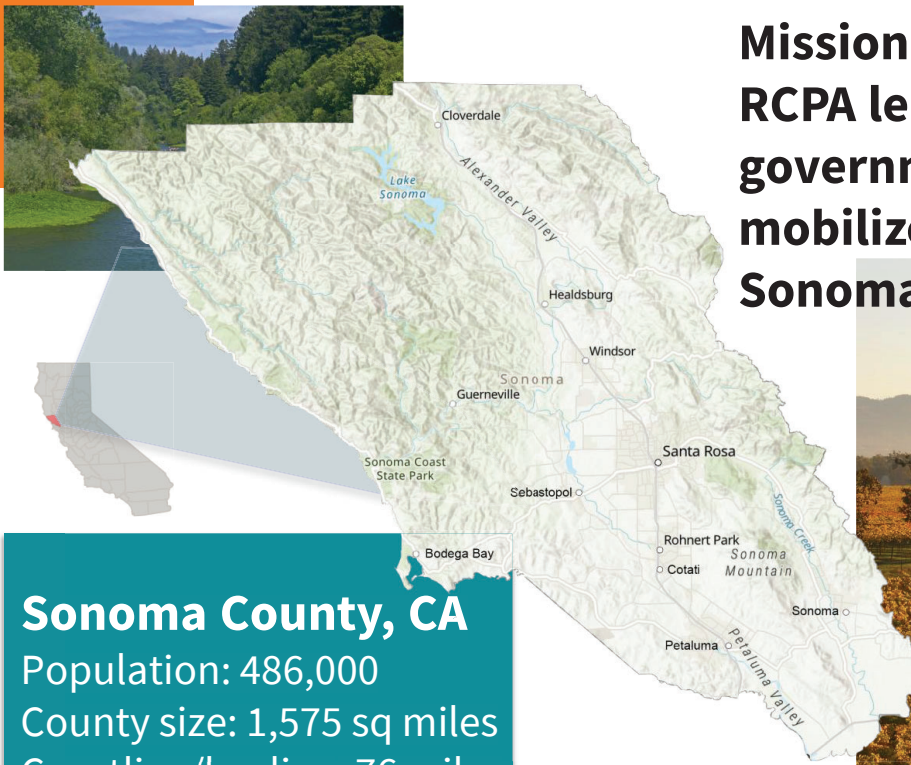 Mission
RCPA le
govern
mobiliz
Sonoma
Cloverdale
Alexander Valley
Lake
Sonoma
Healdsburg
Windsor
Sonoma
Guerneville
Santa Rosa
Sonoma Coast
State Park
Sebastopol
Sonoma Creek
Rohnert Park
Sonoma
Mountain
Cotati
Bodega Bay
Sonoma
Petaluma
Petaluma Valley
Sonoma County, CA
Population: 486,000
County size: 1,575 sq miles